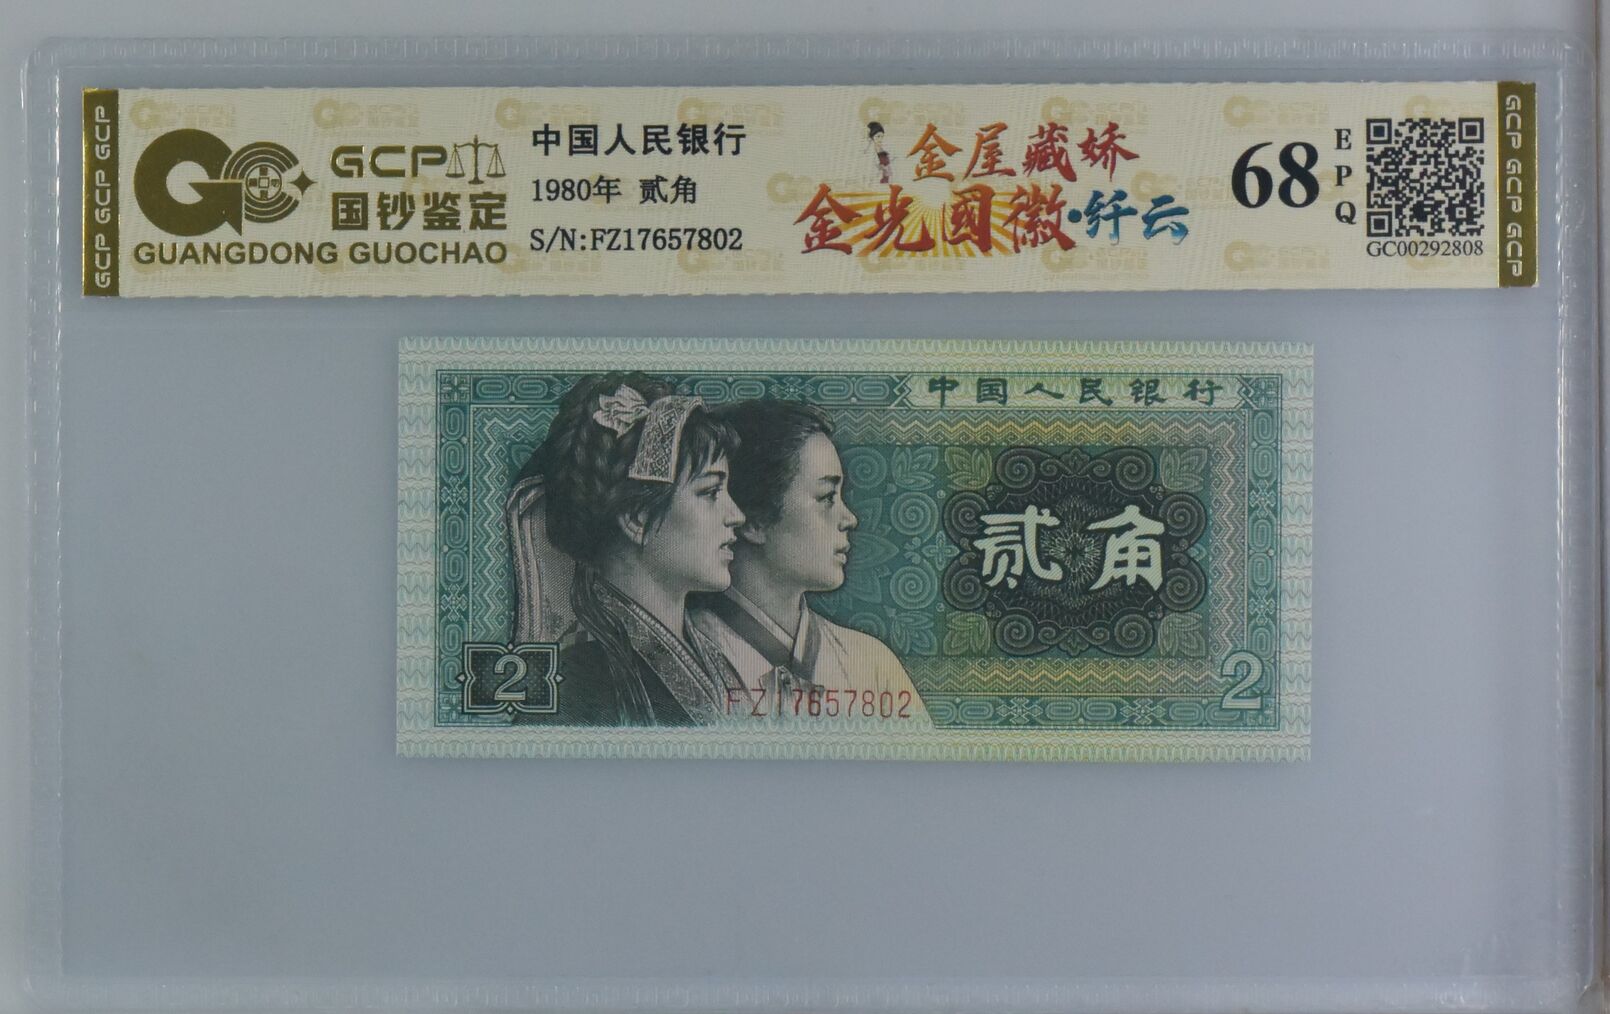 GCP GCP GCP
GCP
国钞鉴定
GUANGDONG GUOCHAO
中国人民银行
1980年 贰角
S/N:FZ17657802
金屋藏娇
金光國徽·纤云
68
EPQ
GC00292808
GCP GCP GCP
中国人民银行
贰角
2
FZ17657802
2